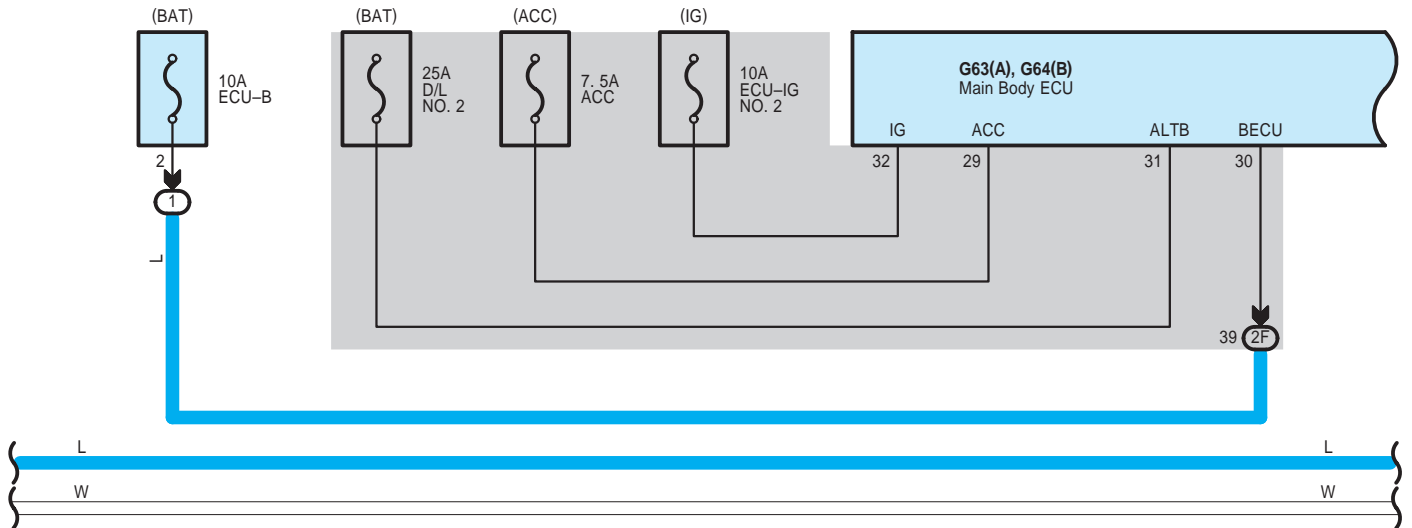 (BAT)
(BAT)
(ACC)
(IG)
10A
ECU–B
25A
D/L
NO. 2
7. 5A
ACC
10A
ECU–IG
NO. 2
G63(A), G64(B)
Main Body ECU
IG
ACC
ALTB
BECU
2
32
29
31
30
1
L
39
2F
L
L
W
W